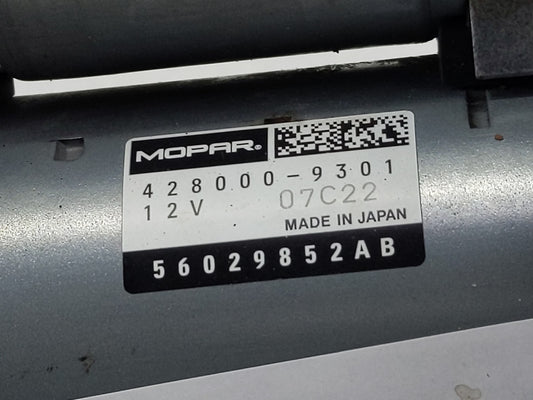 MOPAR®
428000-9301
12V 07C22
MADE IN JAPAN
56029852AB